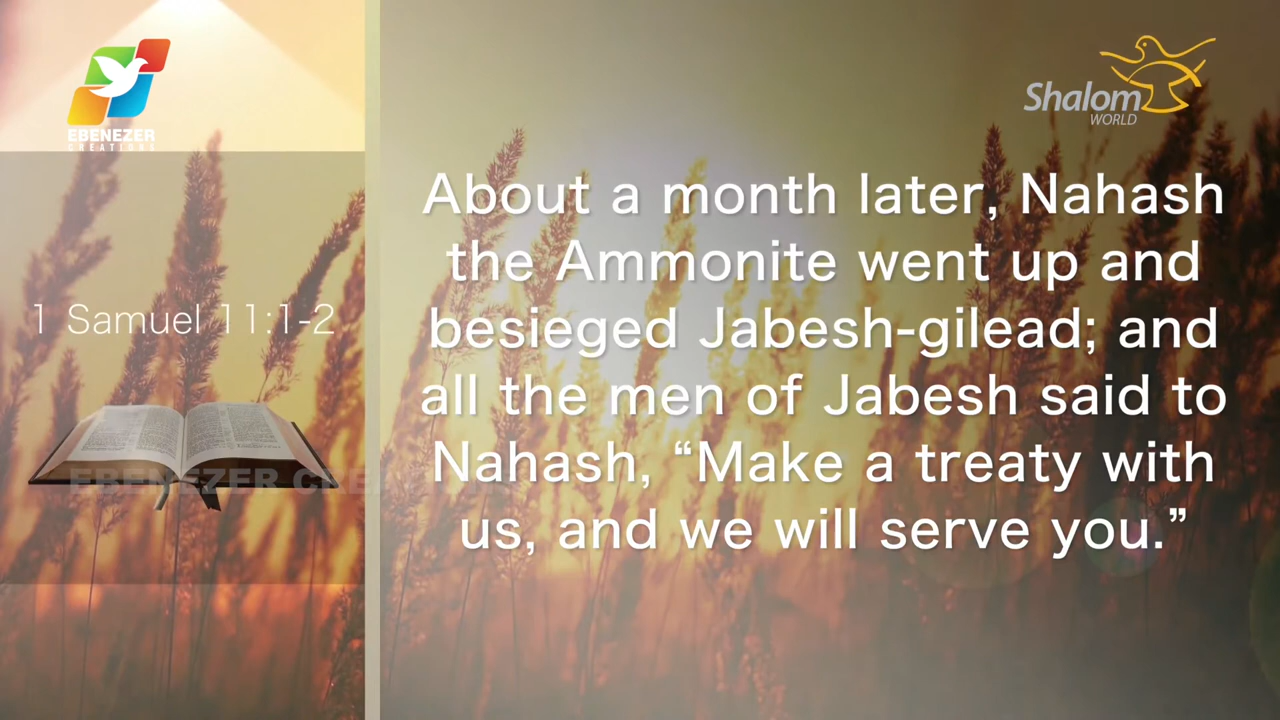 EBENEZER
CREATIONS
Shalom
WORLD
1 Samuel 11:1-2
About a month later, Nahash
the Ammonite went up and
besieged Jabesh-gilead; and
all the men of Jabesh said to
Nahash, “Make a treaty with
us, and we will serve you.”
EBENEZER CRE